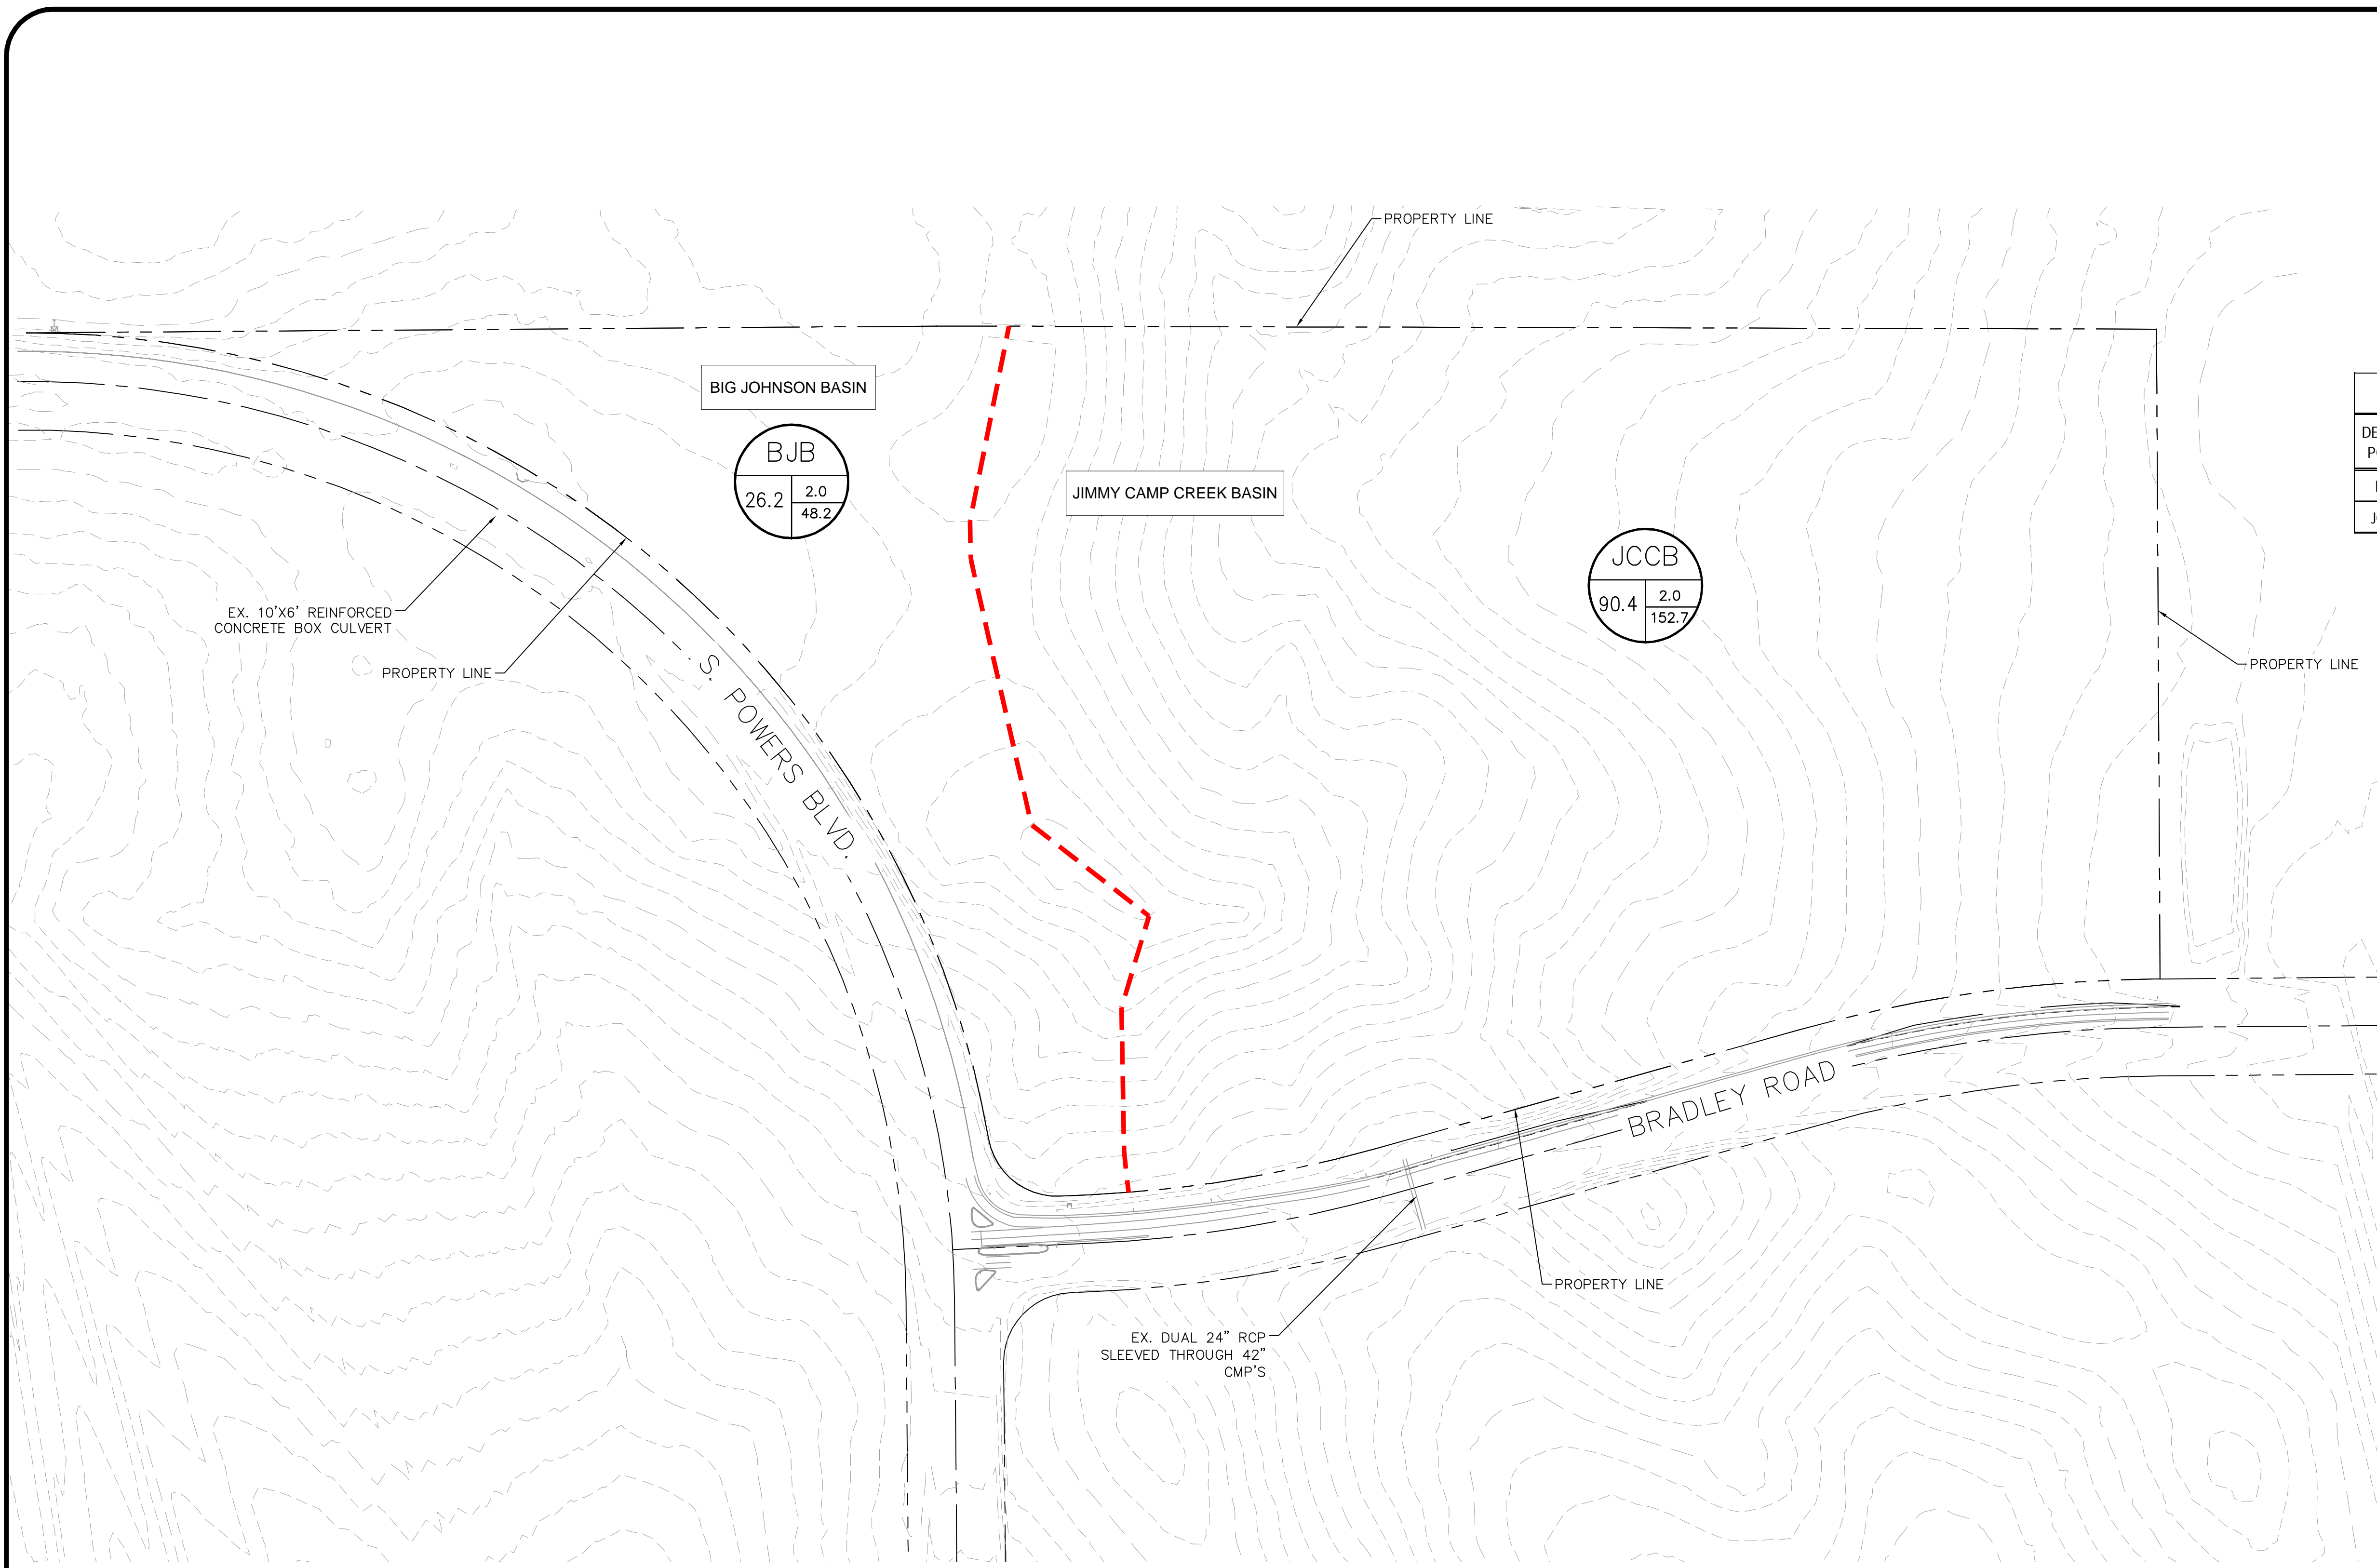 PROPERTY LINE
BIG JOHNSON BASIN
BJB
26.2
2.0
48.2
JIMMY CAMP CREEK BASIN
JCCB
90.4
2.0
152.7
EX. 10'X6' REINFORCED
CONCRETE BOX CULVERT
PROPERTY LINE
PROPERTY LINE
S. POWERS BLVD.
BRADLEY ROAD
PROPERTY LINE
EX. DUAL 24" RCP
SLEEVED THROUGH 42"
CMP'S